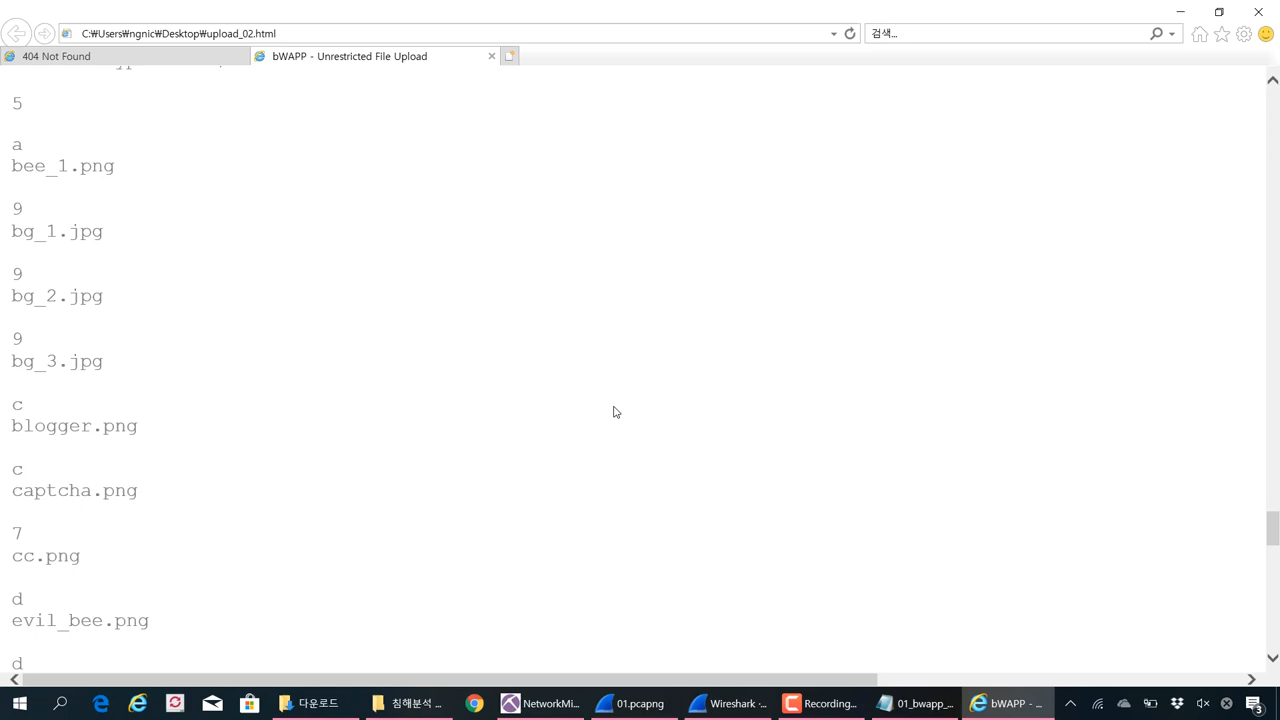 C:₩Users₩ngnic₩Desktop₩upload_02.html
검색...
404 Not Found
bWAPP - Unrestricted File Upload
5
a
bee_1.png
9
bg_1.jpg
9
bg_2.jpg
9
bg_3.jpg
c
blogger.png
c
captcha.png
7
cc.png
d
evil_bee.png
d
다운로드
침해분석 ...
NetworkMi...
01.pcapng
Wireshark ·...
Recording...
01_bwapp_...
bWAPP - ...
3